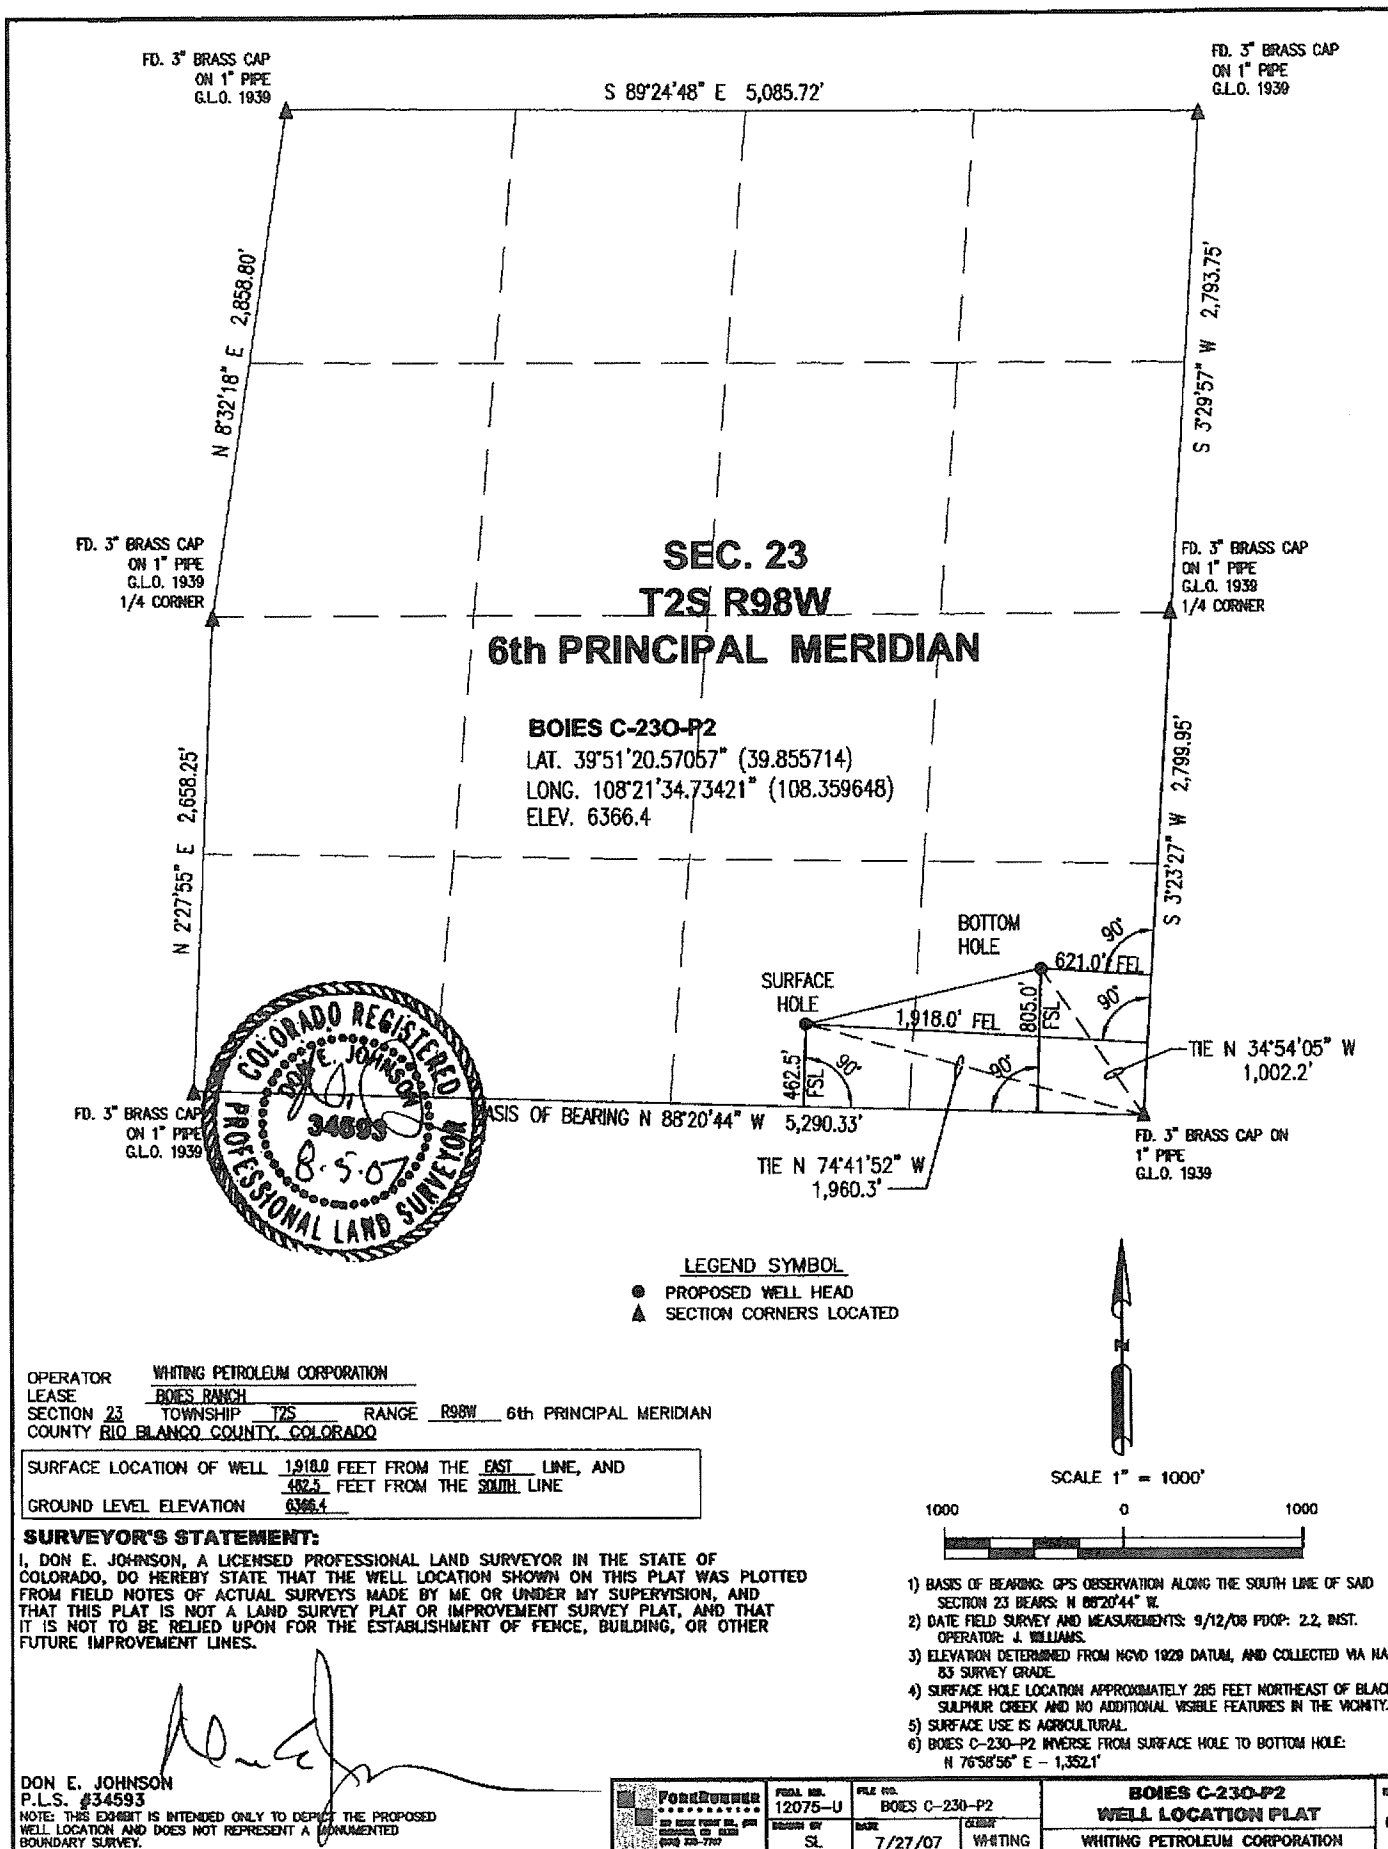 FD. 3" BRASS CAP
ON 1" PIPE
G.L.O. 1939
S 89°24'48" E 5,085.72'
FD. 3" BRASS CAP
ON 1" PIPE
G.L.O. 1939
N 8°32'18" E 2,858.80'
S 3°29'57" W 2,793.75'
FD. 3" BRASS CAP
ON 1" PIPE
G.L.O. 1939
1/4 CORNER
SEC. 23
T2S R98W
6th PRINCIPAL MERIDIAN
FD. 3" BRASS CAP
ON 1" PIPE
G.L.O. 1939
1/4 CORNER
BOIES C-23O-P2
LAT. 39°51'20.57057" (39.855714)
LONG. 108°21'34.73421" (108.359648)
ELEV. 6366.4
N 2°27'55" E 2,658.25'
S 3°23'27" W 2,799.95'
BOTTOM
HOLE
90°
621.0' FEL
SURFACE
HOLE
1,918.0' FEL
805.0'
FSL
90°
462.5'
FSL
90°
90°
TIE N 34°54'05" W
1,002.2'
COLORADO REGISTERED
DON E. JOHNSON
34593
8-5-07
PROFESSIONAL LAND SURVEYOR
FD. 3" BRASS CAP
ON 1" PIPE
G.L.O. 1939
ASIS OF BEARING N 88°20'44" W 5,290.33'
FD. 3" BRASS CAP ON
1" PIPE
G.L.O. 1939
TIE N 74°41'52" W
1,960.3'
LEGEND SYMBOL
PROPOSED WELL HEAD
SECTION CORNERS LOCATED
N
OPERATOR WHITING PETROLEUM CORPORATION
LEASE BOIES RANCH
SECTION 23 TOWNSHIP T2S RANGE R98W 6th PRINCIPAL MERIDIAN
COUNTY RIO BLANCO COUNTY, COLORADO
SURFACE LOCATION OF WELL 1,918.0 FEET FROM THE EAST LINE, AND
462.5 FEET FROM THE SOUTH LINE
GROUND LEVEL ELEVATION 6366.4
SCALE 1" = 1000'
1000 0 1000
SURVEYOR'S STATEMENT:
I, DON E. JOHNSON, A LICENSED PROFESSIONAL LAND SURVEYOR IN THE STATE OF
COLORADO, DO HEREBY STATE THAT THE WELL LOCATION SHOWN ON THIS PLAT WAS PLOTTED
FROM FIELD NOTES OF ACTUAL SURVEYS MADE BY ME OR UNDER MY SUPERVISION, AND
THAT THIS PLAT IS NOT A LAND SURVEY PLAT OR IMPROVEMENT SURVEY PLAT, AND THAT
IT IS NOT TO BE RELIED UPON FOR THE ESTABLISHMENT OF FENCE, BUILDING, OR OTHER
FUTURE IMPROVEMENT LINES.
1) BASIS OF BEARING: GPS OBSERVATION ALONG THE SOUTH LINE OF SAID
SECTION 23 BEARS: N 88°20'44" W.
2) DATE FIELD SURVEY AND MEASUREMENTS: 9/12/06 PDOP: 2.2, INST.
OPERATOR: J. WILLIAMS.
3) ELEVATION DETERMINED FROM NGVD 1929 DATUM, AND COLLECTED VIA NA
83 SURVEY GRADE.
4) SURFACE HOLE LOCATION APPROXIMATELY 285 FEET NORTHEAST OF BLAC
SULPHUR CREEK AND NO ADDITIONAL VISIBLE FEATURES IN THE VICINITY.
5) SURFACE USE IS AGRICULTURAL.
6) BOIES C-230-P2 INVERSE FROM SURFACE HOLE TO BOTTOM HOLE:
N 76°58'56" E - 1,352.1'
DON E. JOHNSON
P.L.S. #34593
NOTE: THIS EXHIBIT IS INTENDED ONLY TO DEPICT THE PROPOSED
WELL LOCATION AND DOES NOT REPRESENT A MONUMENTED
BOUNDARY SURVEY.
FORERUNNER
12075-U
FILE NO.
BOIES C-230-P2
DRAWN BY
SL
DATE
7/27/07
CLIENT
WHITING
BOIES C-23O-P2
WELL LOCATION PLAT
WHITING PETROLEUM CORPORATION